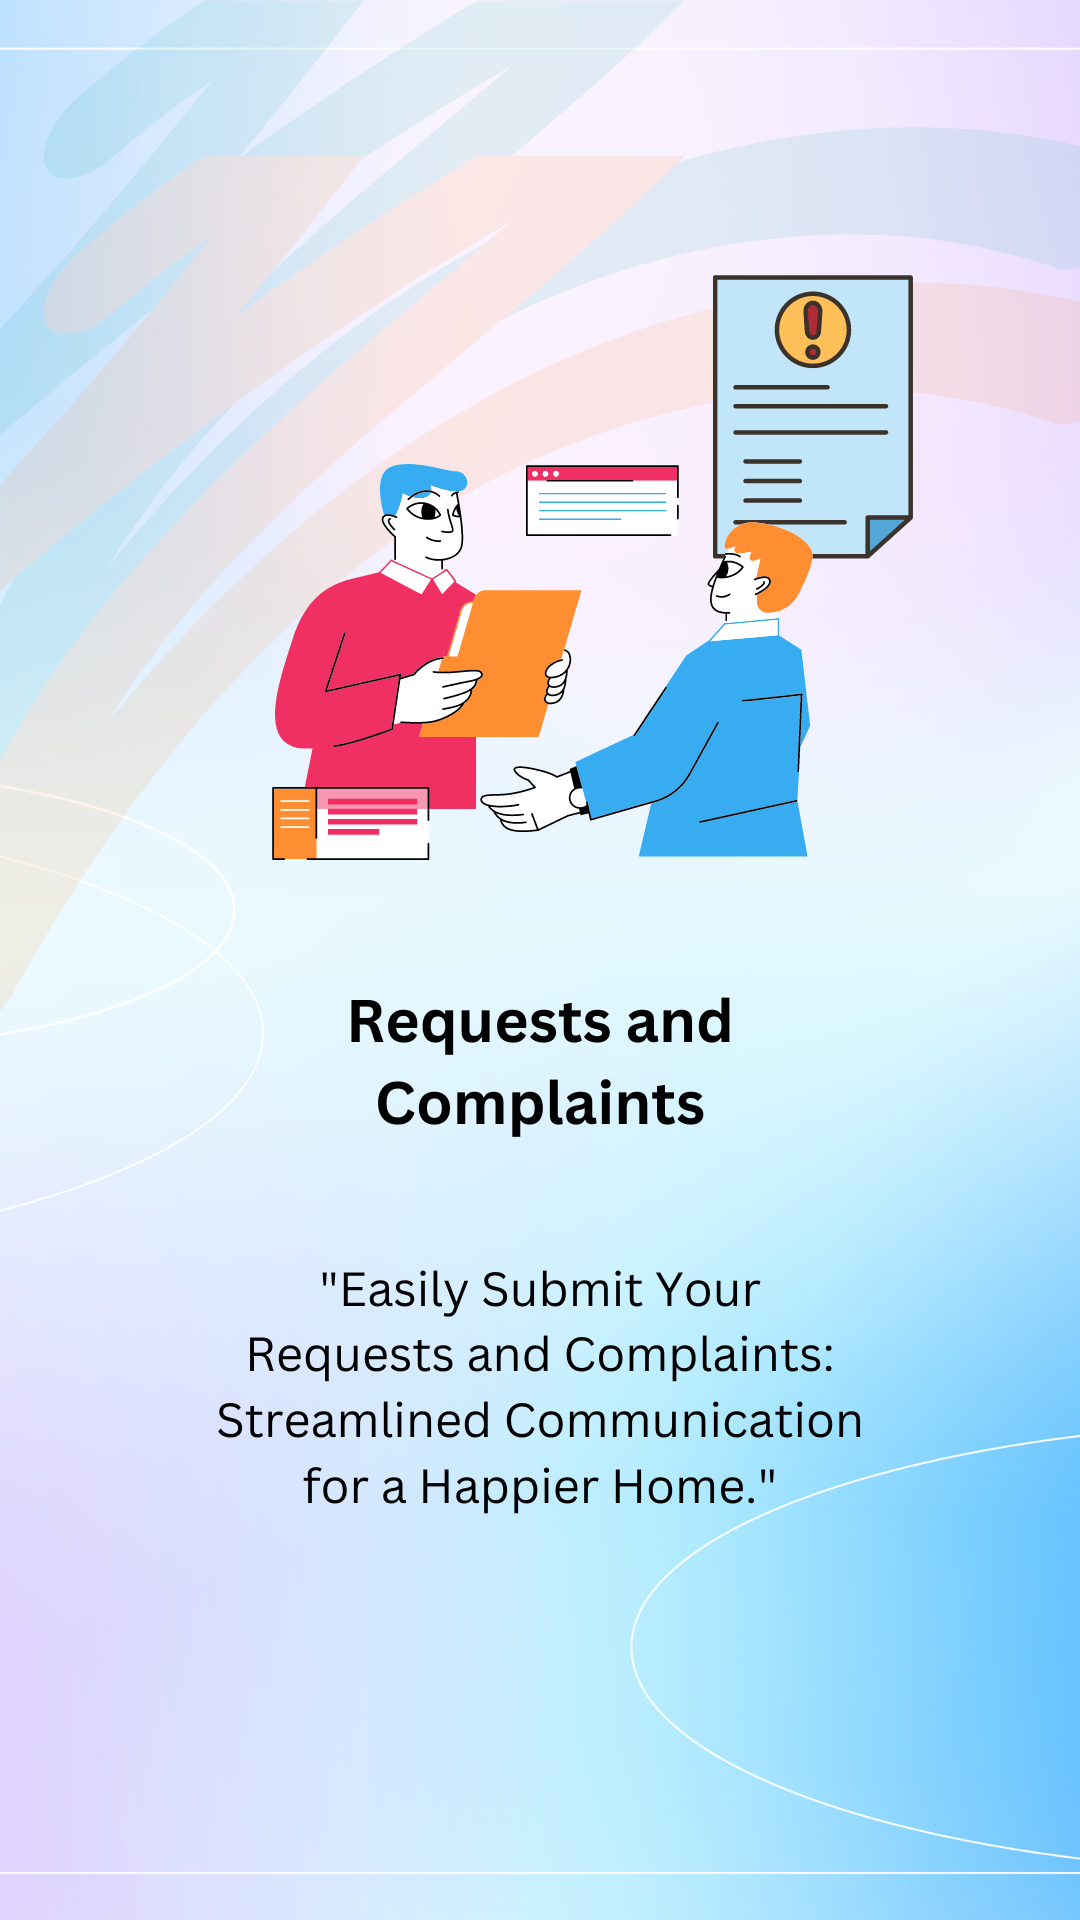 Requests and
Complaints
"Easily Submit Your
Requests and Complaints:
Streamlined Communication
for a Happier Home."